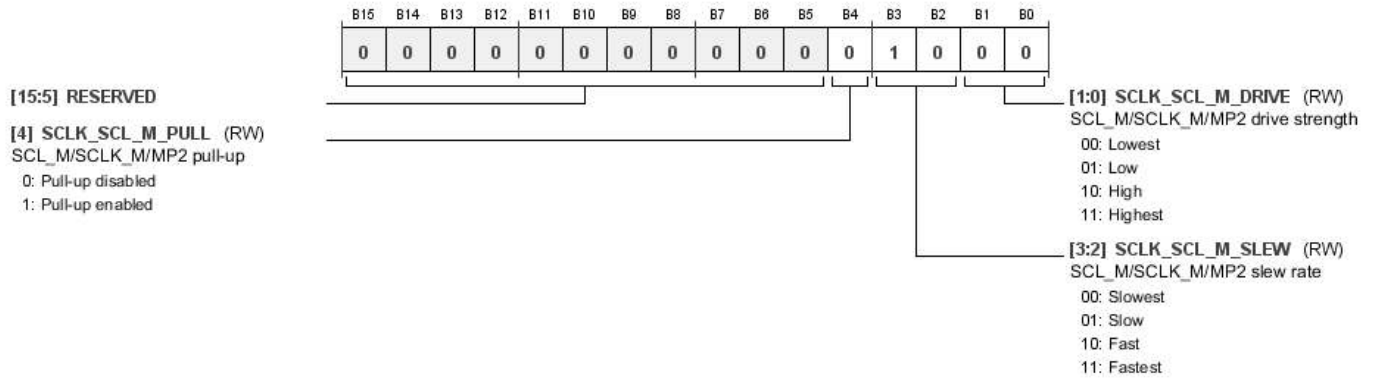 B15 B14 B13 B12 B11 B10 B9 B8 B7 B6 B5 B4 B3 B2 B1 B0
0 0 0 0 0 0 0 0 0 0 0 0 1 0 0 0
[15:5] RESERVED
[4] SCLK_SCL_M_PULL (RW)
SCL_M/SCLK_M/MP2 pull-up
0: Pull-up disabled
1: Pull-up enabled
[1:0] SCLK_SCL_M_DRIVE (RW)
SCL_M/SCLK_M/MP2 drive strength
00: Lowest
01: Low
10: High
11: Highest
[3:2] SCLK_SCL_M_SLEW (RW)
SCL_M/SCLK_M/MP2 slew rate
00: Slowest
01: Slow
10: Fast
11: Fastest